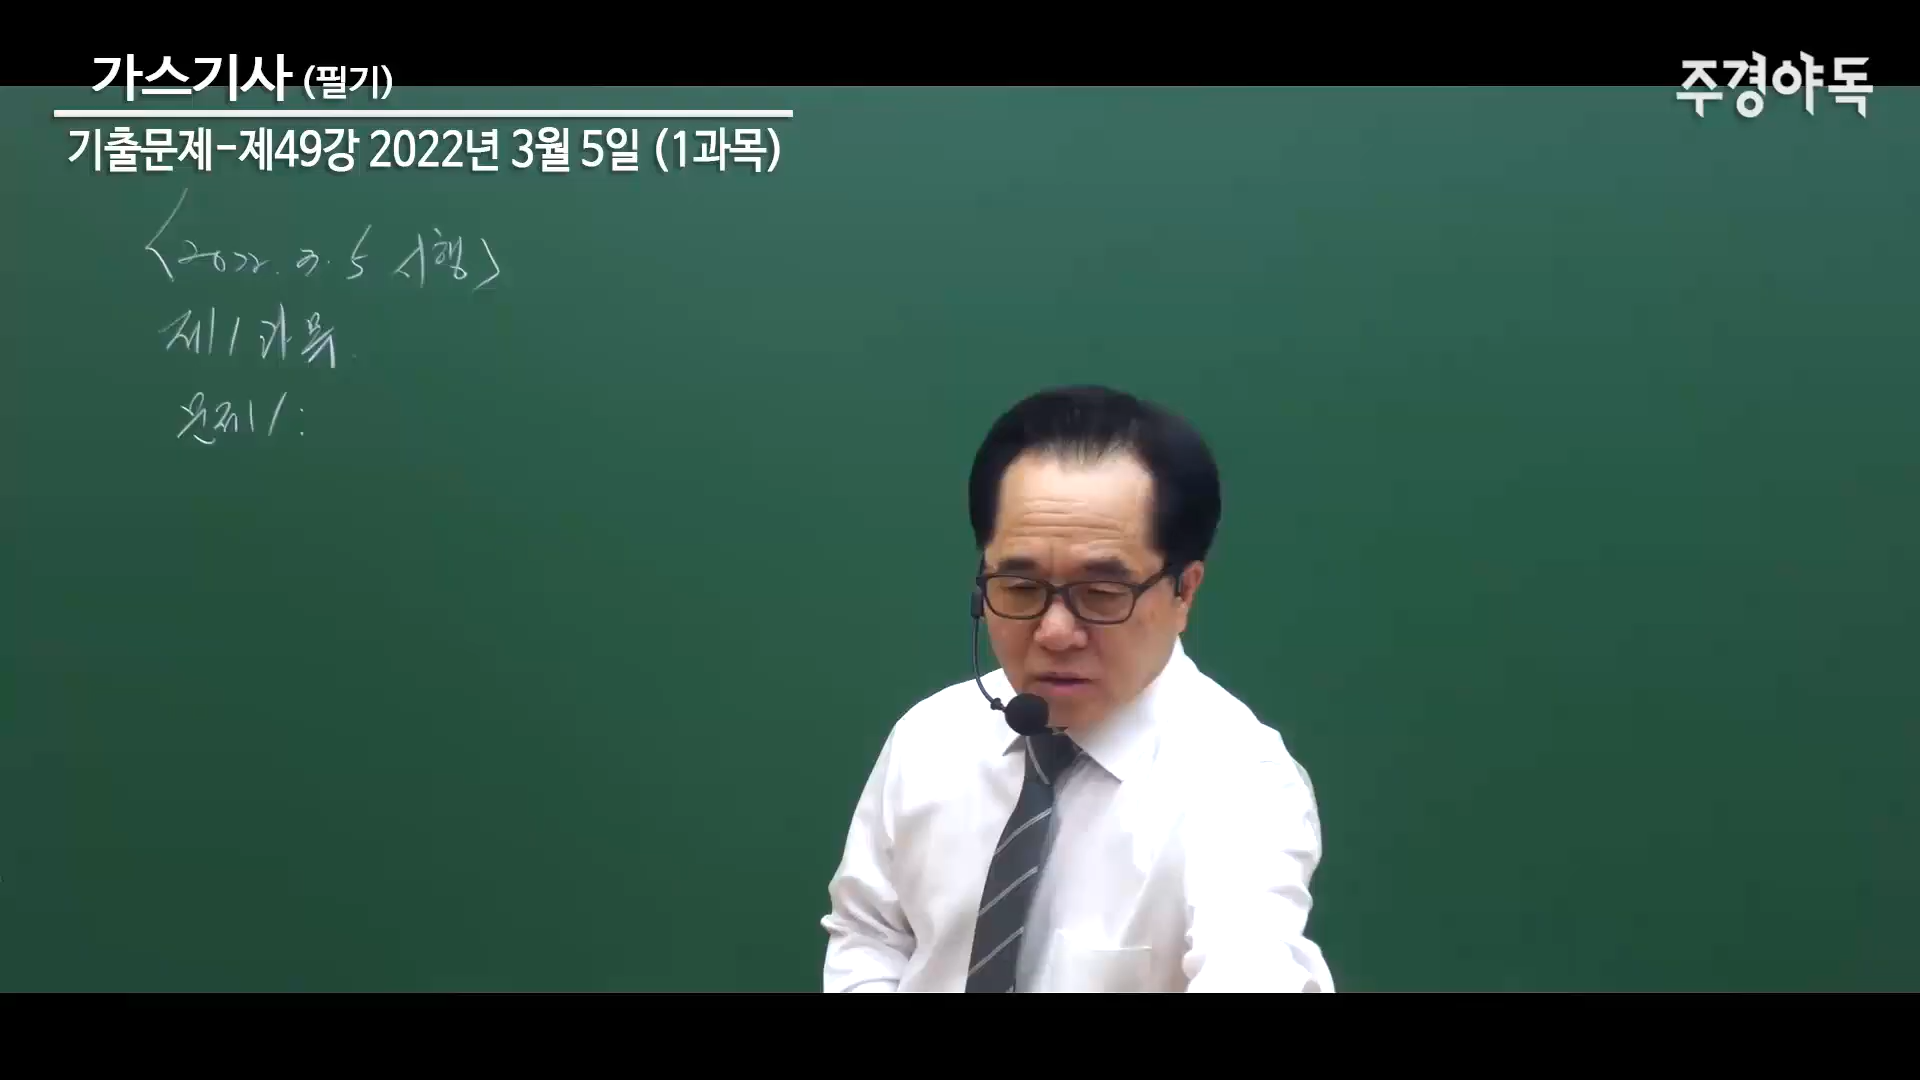 가스기사 (필기)
주경야독
기출문제-제49강 2022년 3월 5일 (1과목)
<2022. 3. 5 시행>
제1과목.
문제1: